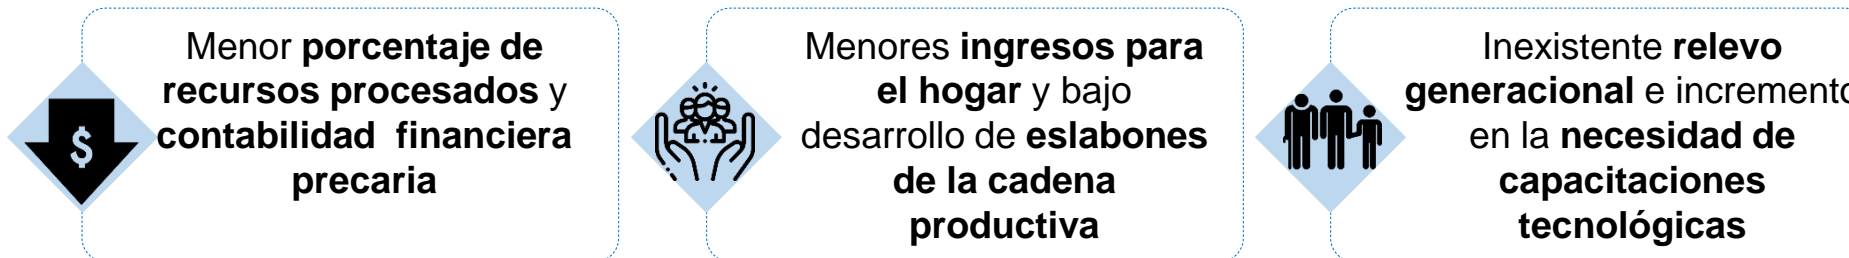 Menor porcentaje de
recursos procesados y
contabilidad financiera
precaria
Menores ingresos para
el hogar y bajo
desarrollo de eslabones
de la cadena
productiva
Inexistente relevo
generacional e incremento
en la necesidad de
capacitaciones
tecnológicas
$